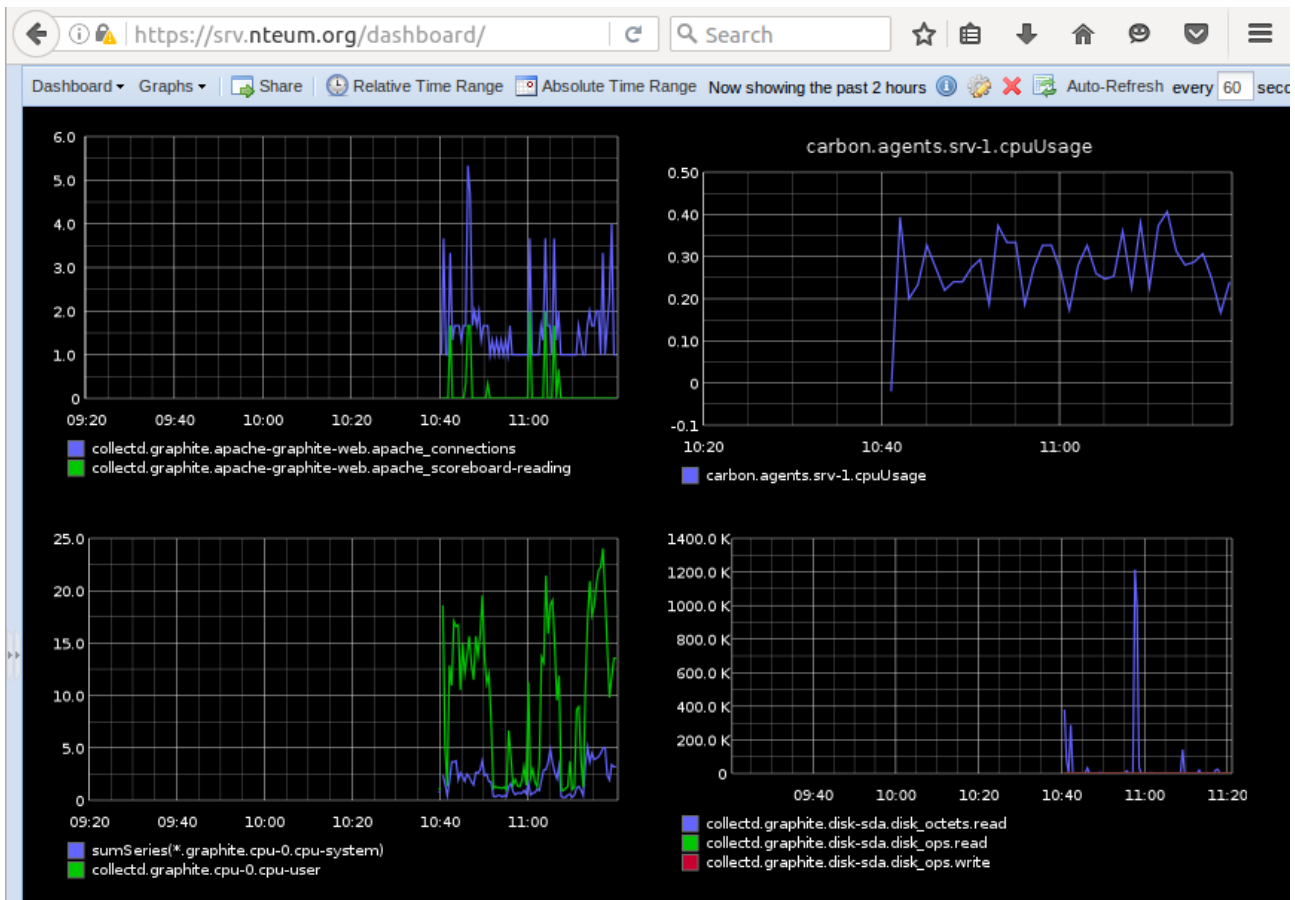 https://srv.nteum.org/dashboard/ Search
Dashboard Graphs Share Relative Time Range Absolute Time Range Now showing the past 2 hours Auto-Refresh every 60 seco
6.0
5.0
4.0
3.0
2.0
1.0
0
09:20 09:40 10:00 10:20 10:40 11:00
collectd.graphite.apache-graphite-web.apache_connections
collectd.graphite.apache-graphite-web.apache_scoreboard-reading
carbon.agents.srv-1.cpuUsage
0.50
0.40
0.30
0.20
0.10
0
-0.1
10:20 10:40 11:00
carbon.agents.srv-1.cpuUsage
25.0
20.0
15.0
10.0
5.0
0
09:20 09:40 10:00 10:20 10:40 11:00
sumSeries(*.graphite.cpu-0.cpu-system)
collectd.graphite.cpu-0.cpu-user
1400.0 K
1200.0 K
1000.0 K
800.0 K
600.0 K
400.0 K
200.0 K
0
09:40 10:00 10:20 10:40 11:00 11:20
collectd.graphite.disk-sda.disk_octets.read
collectd.graphite.disk-sda.disk_ops.read
collectd.graphite.disk-sda.disk_ops.write